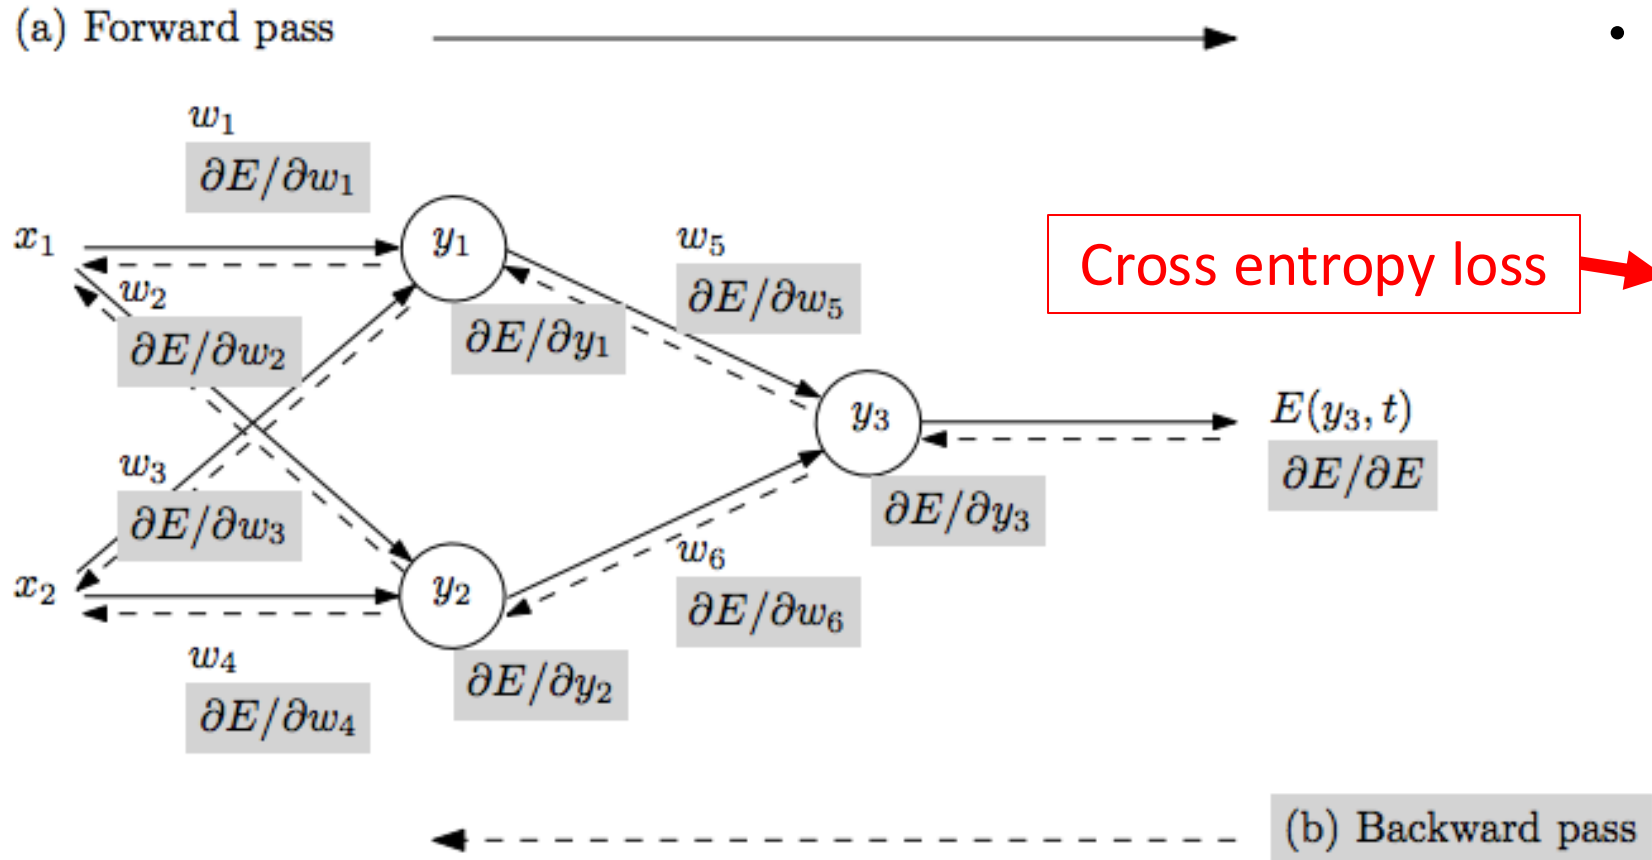 (a) Forward pass
•
w₁
∂E/∂w₁
x₁
y₁
w₅
∂E/∂w₅
Cross entropy loss
w₂
∂E/∂w₂
∂E/∂y₁
y₃
E(y₃, t)
∂E/∂E
w₃
∂E/∂w₃
∂E/∂y₃
x₂
y₂
w₆
∂E/∂w₆
w₄
∂E/∂w₄
∂E/∂y₂
(b) Backward pass